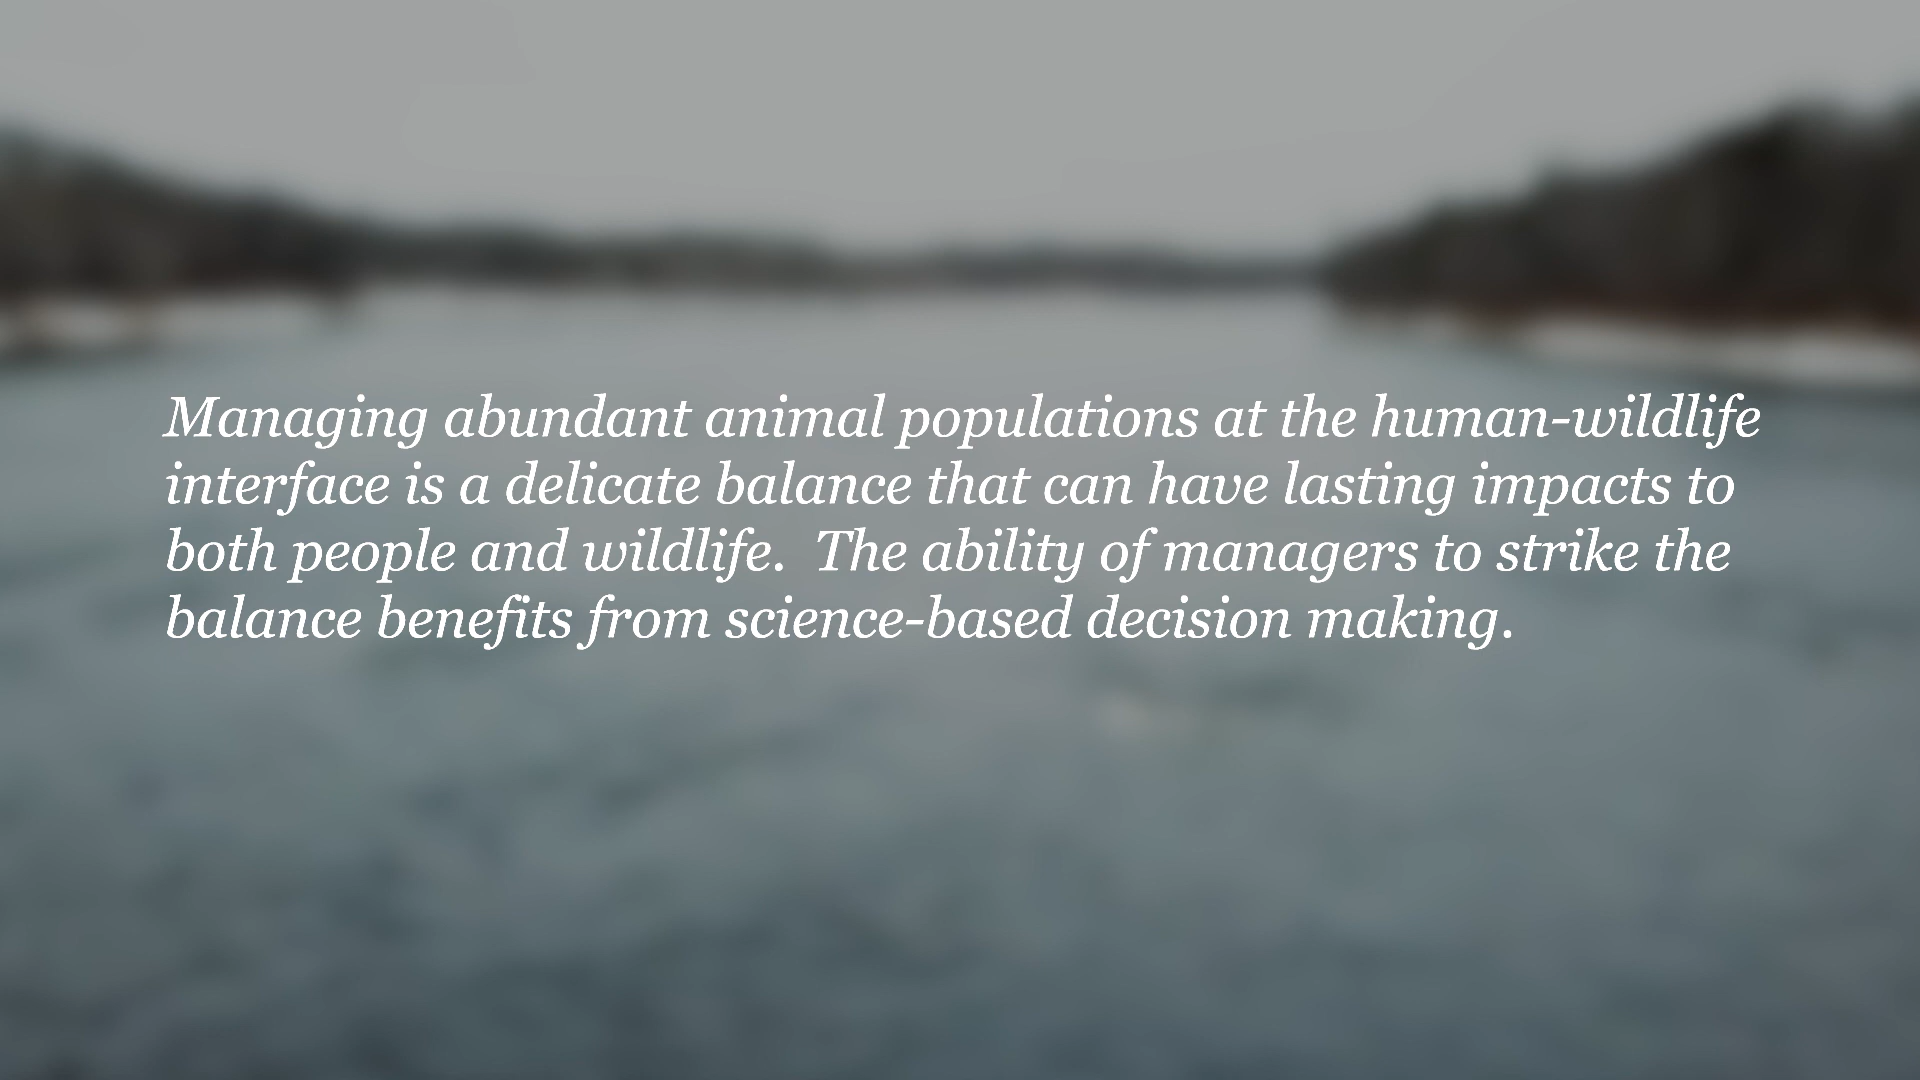 Managing abundant animal populations at the human-wildlife
interface is a delicate balance that can have lasting impacts to
both people and wildlife.  The ability of managers to strike the
balance benefits from science-based decision making.